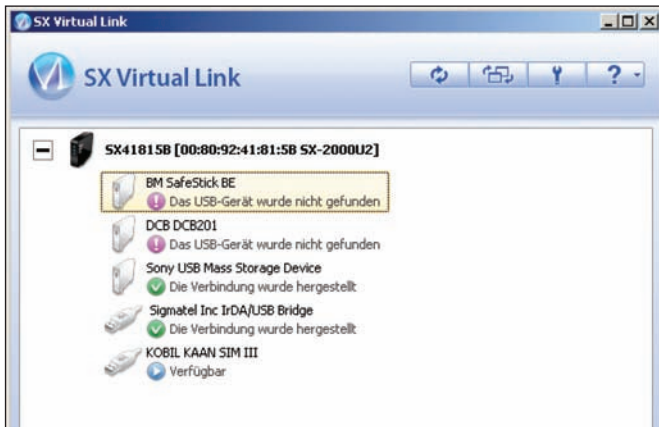 SX Virtual Link
SX Virtual Link
?
SX41815B [00:80:92:41:81:5B SX-2000U2]
BM SafeStick BE
Das USB-Gerät wurde nicht gefunden
DCB DCB201
Das USB-Gerät wurde nicht gefunden
Sony USB Mass Storage Device
Die Verbindung wurde hergestellt
Sigmatel Inc IrDA/USB Bridge
Die Verbindung wurde hergestellt
KOBIL KAAN SIM III
Verfügbar